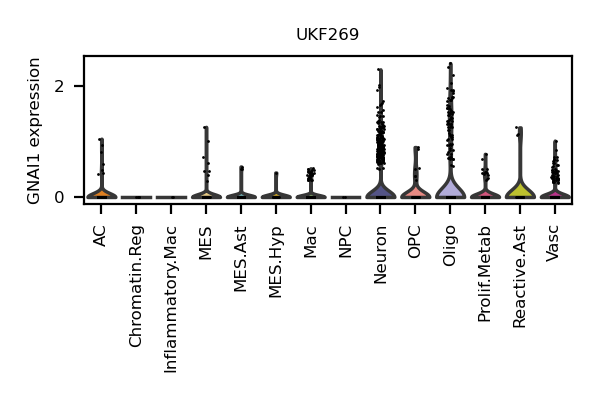 UKF269
GNAI1 expression
2
0
AC
Chromatin.Reg
Inflammatory.Mac
MES
MES.Ast
MES.Hyp
Mac
NPC
Neuron
OPC
Oligo
Prolif.Metab
Reactive.Ast
Vasc